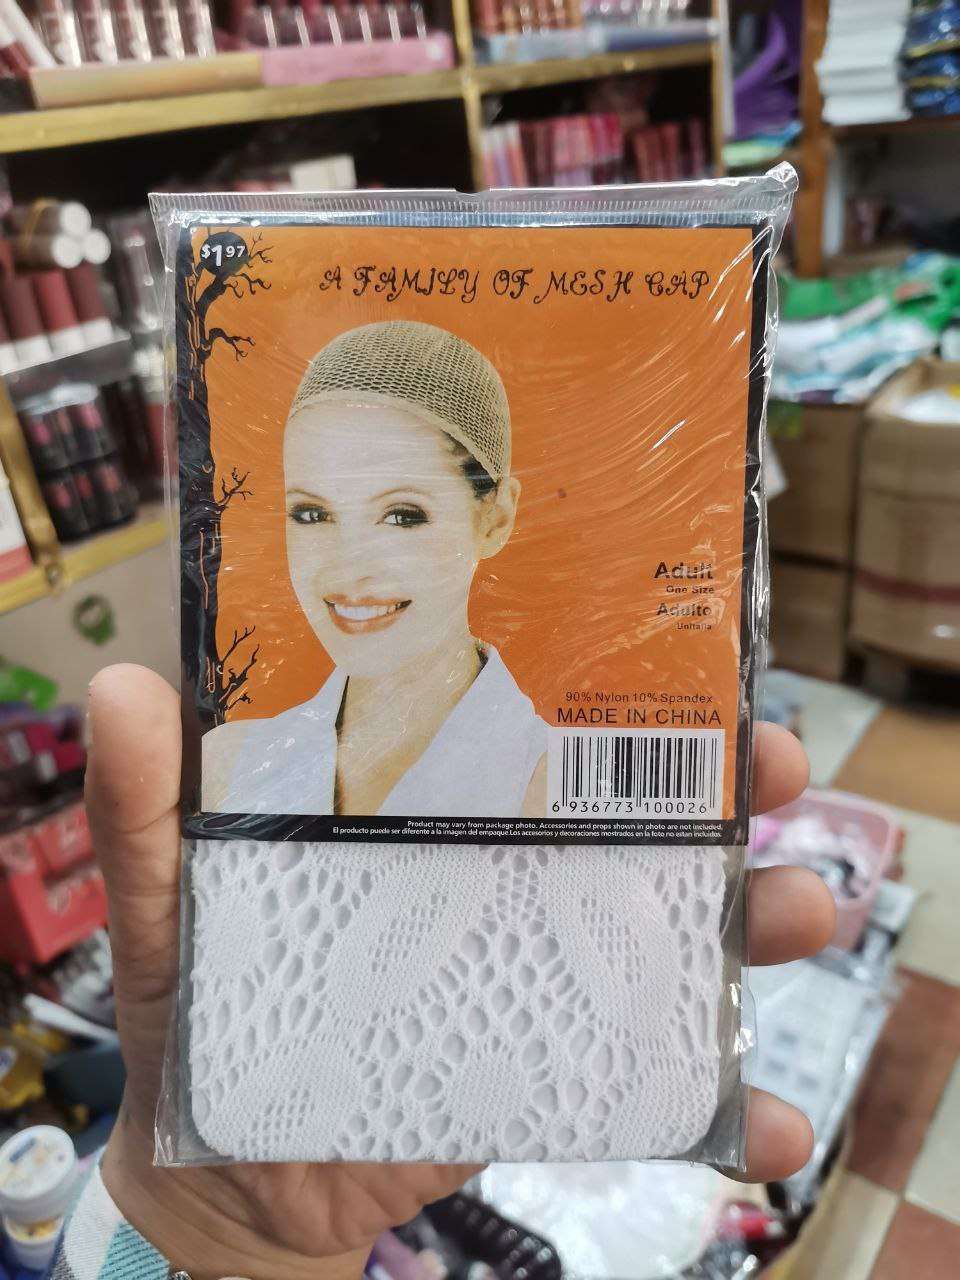 $1.97
A FAMILY OF MESH CAP
Adult
One Size
Adulto
Unitalla
90% Nylon 10% Spandex
MADE IN CHINA
6 936773 100026
Product may vary from package photo. Accessories and props shown in photo are not included.
El producto puede ser diferente a la imagen del empaque.Los accesorios y decoraciones mostrados en la foto no estan incluidos.